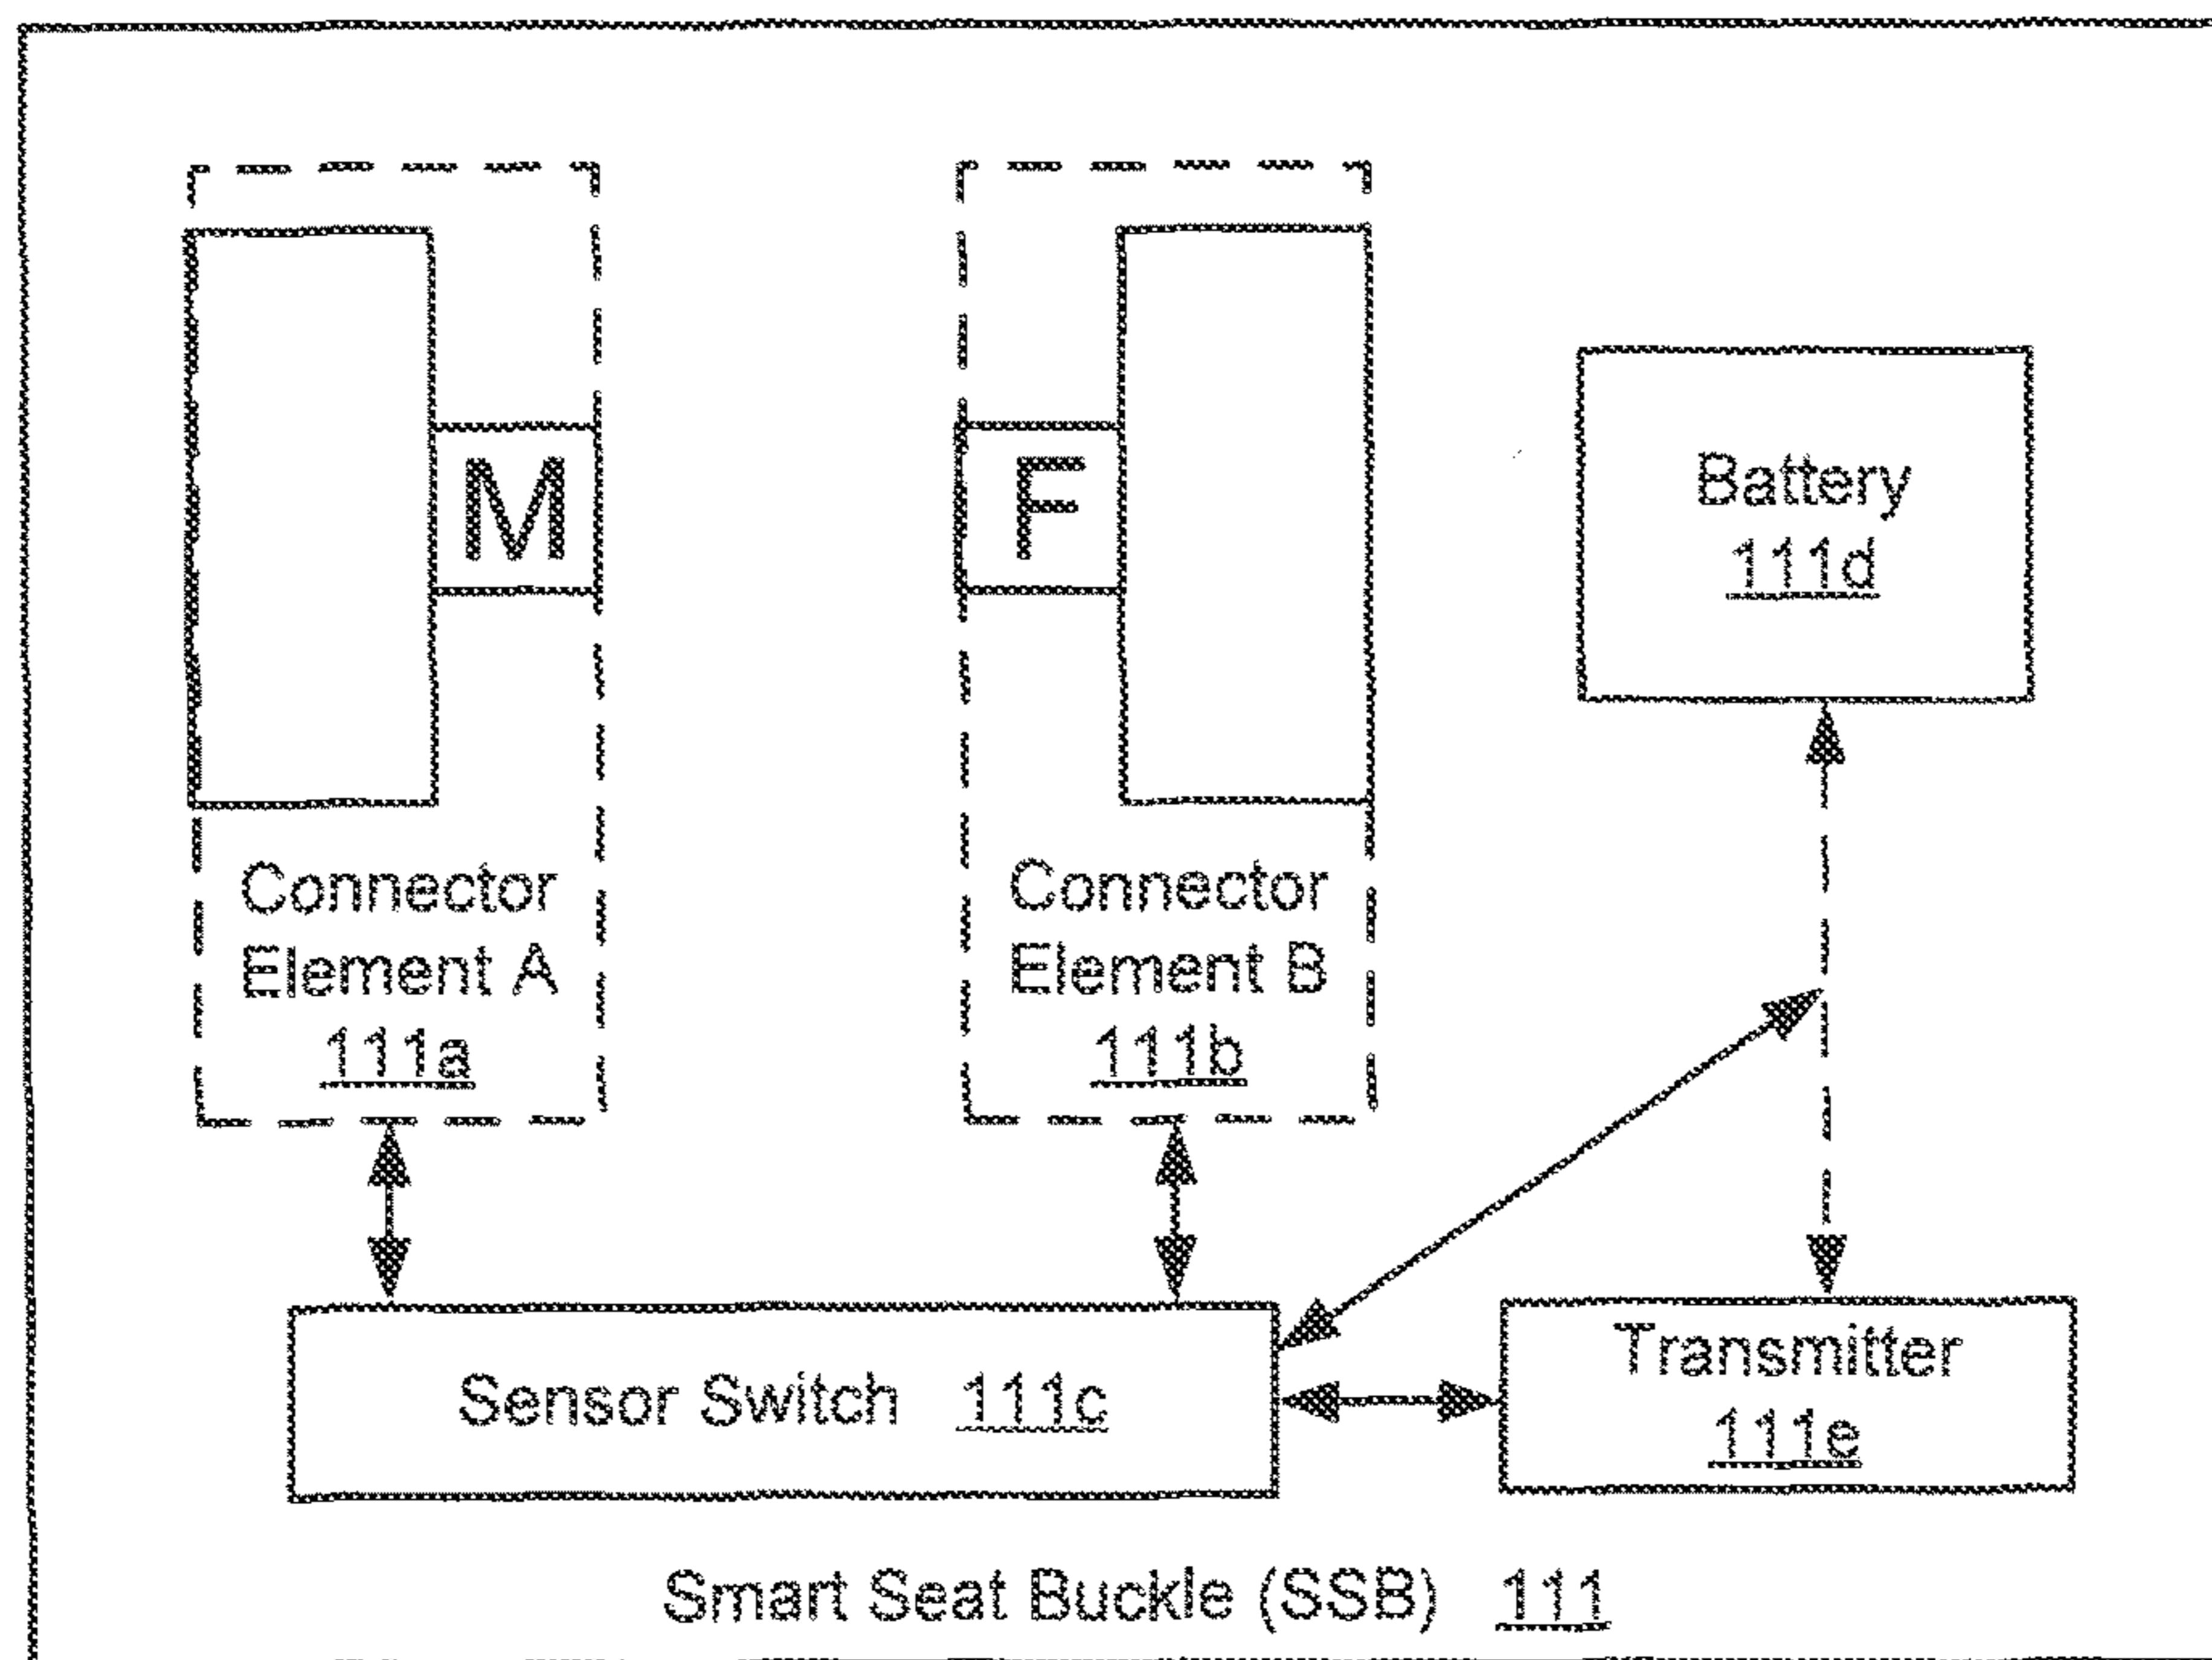 M
F
Battery
111d
Connector
Element A
111a
Connector
Element B
111b
Sensor Switch 111c
Transmitter
111e
Smart Seat Buckle (SSB) 111